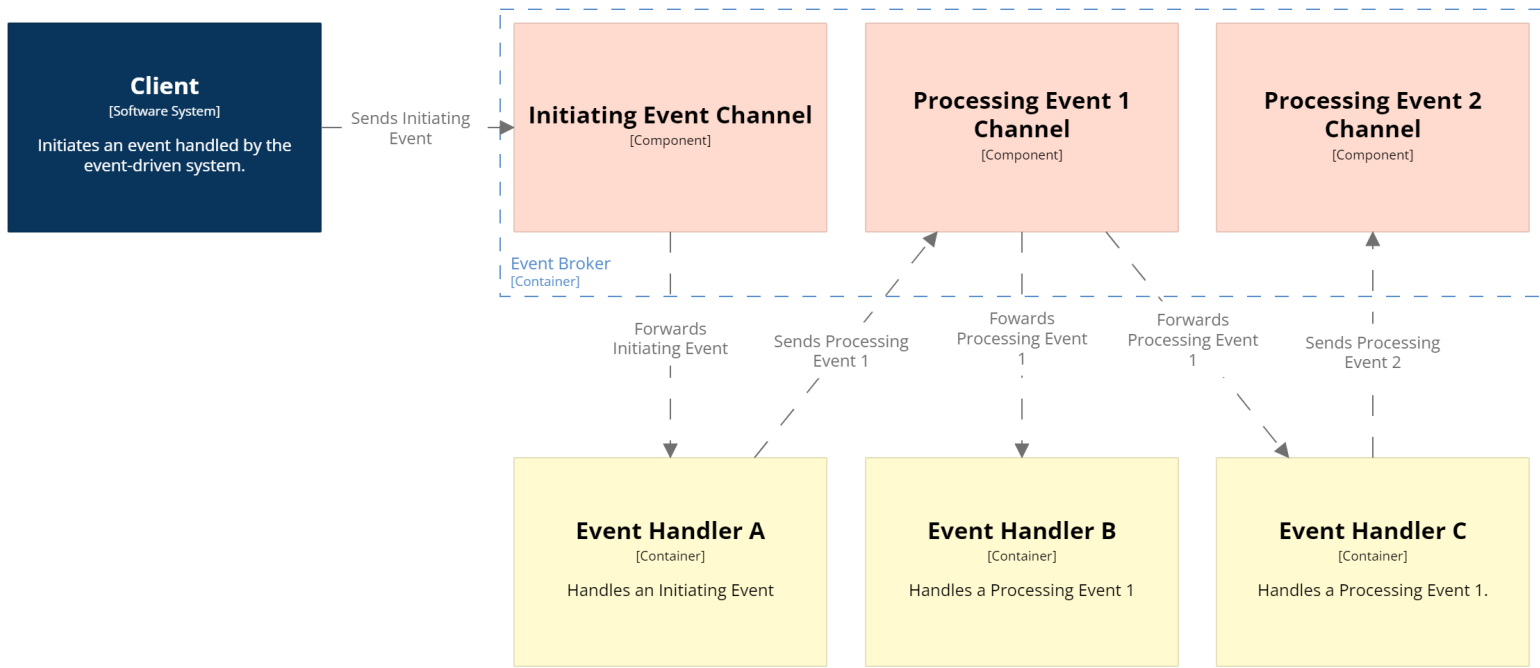 Client
[Software System]
Initiates an event handled by the
event-driven system.
Sends Initiating
Event
Initiating Event Channel
[Component]
Processing Event 1
Channel
[Component]
Processing Event 2
Channel
[Component]
Event Broker
[Container]
Forwards
Initiating Event
Sends Processing
Event 1
Fowards
Processing Event
1
Forwards
Processing Event
1
Sends Processing
Event 2
Event Handler A
[Container]
Handles an Initiating Event
Event Handler B
[Container]
Handles a Processing Event 1
Event Handler C
[Container]
Handles a Processing Event 1.